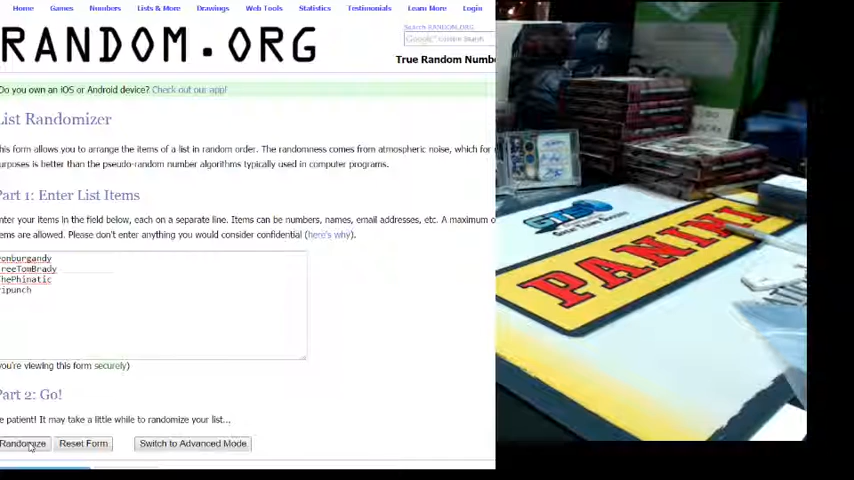 Home Games Numbers Lists & More Drawings Web Tools Statistics Testimonials Learn More Login
RANDOM.ORG
Search RANDOM.ORG
Google
True Random Numb
Do you own an iOS or Android device? Check out our app!
List Randomizer
his form allows you to arrange the items of a list in random order. The randomness comes from atmospheric noise, which for
urposes is better than the pseudo-random number algorithms typically used in computer programs.
Part 1: Enter List Items
nter your items in the field below, each on a separate line. Items can be numbers, names, email addresses, etc. A maximum o
ems are allowed. Please don't enter anything you would consider confidential (here's why).
onburgandy
reeTomBrady
hePhinatic
ipunch
you're viewing this form securely)
Part 2: Go!
e patient! It may take a little while to randomize your list...
Randomize Reset Form Switch to Advanced Mode
PANINI